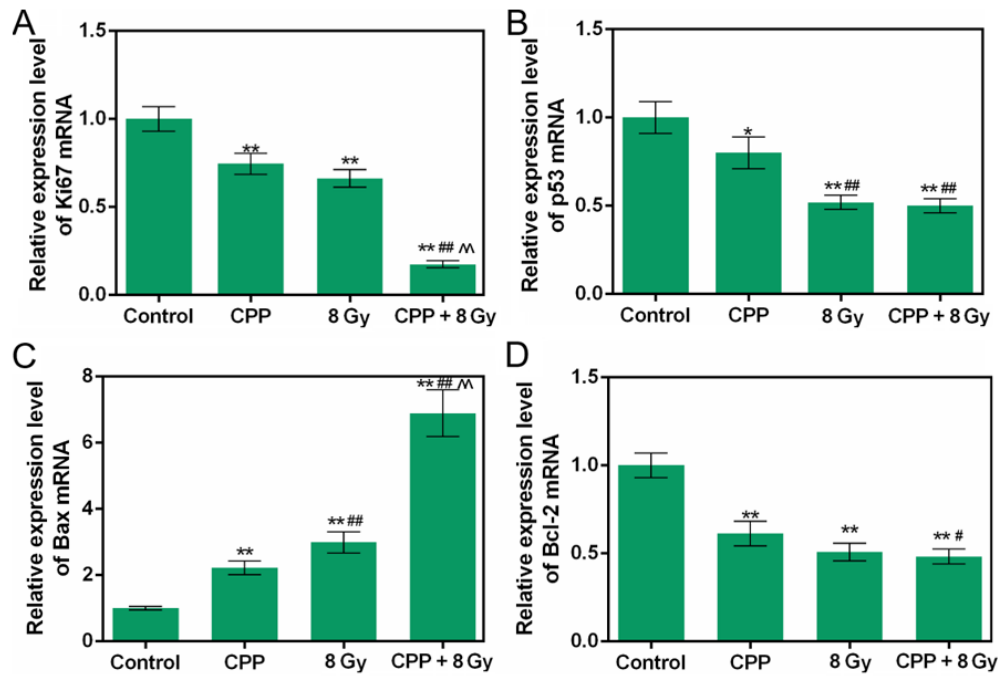 A
Relative expression level
of Ki67 mRNA
1.5
1.0
0.5
0.0
**
**
** ## ^^
Control CPP 8 Gy CPP + 8 Gy
B
Relative expression level
of p53 mRNA
1.5
1.0
0.5
0.0
*
** ##
** ##
Control CPP 8 Gy CPP + 8 Gy
C
Relative expression level
of Bax mRNA
8
6
4
2
0
**
** ##
** ## ^^
Control CPP 8 Gy CPP + 8 Gy
D
Relative expression level
of Bcl-2 mRNA
1.5
1.0
0.5
0.0
**
**
** #
Control CPP 8 Gy CPP + 8 Gy